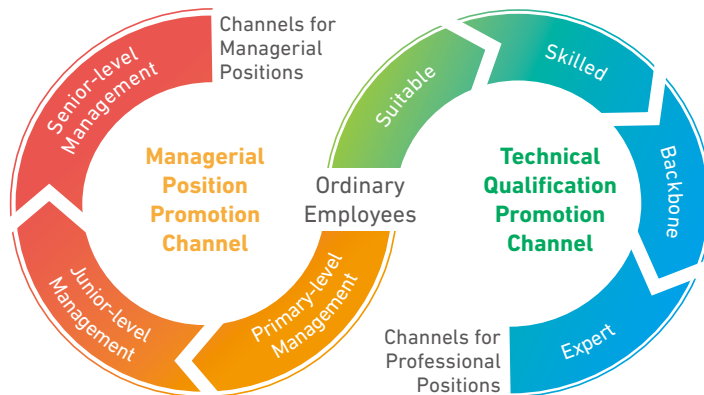 Channels for
Managerial
Positions
Senior-level
Management
Junior-level
Management
Primary-level
Management
Managerial
Position
Promotion
Channel
Ordinary
Employees
Suitable
Skilled
Backbone
Expert
Technical
Qualification
Promotion
Channel
Channels for
Professional
Positions